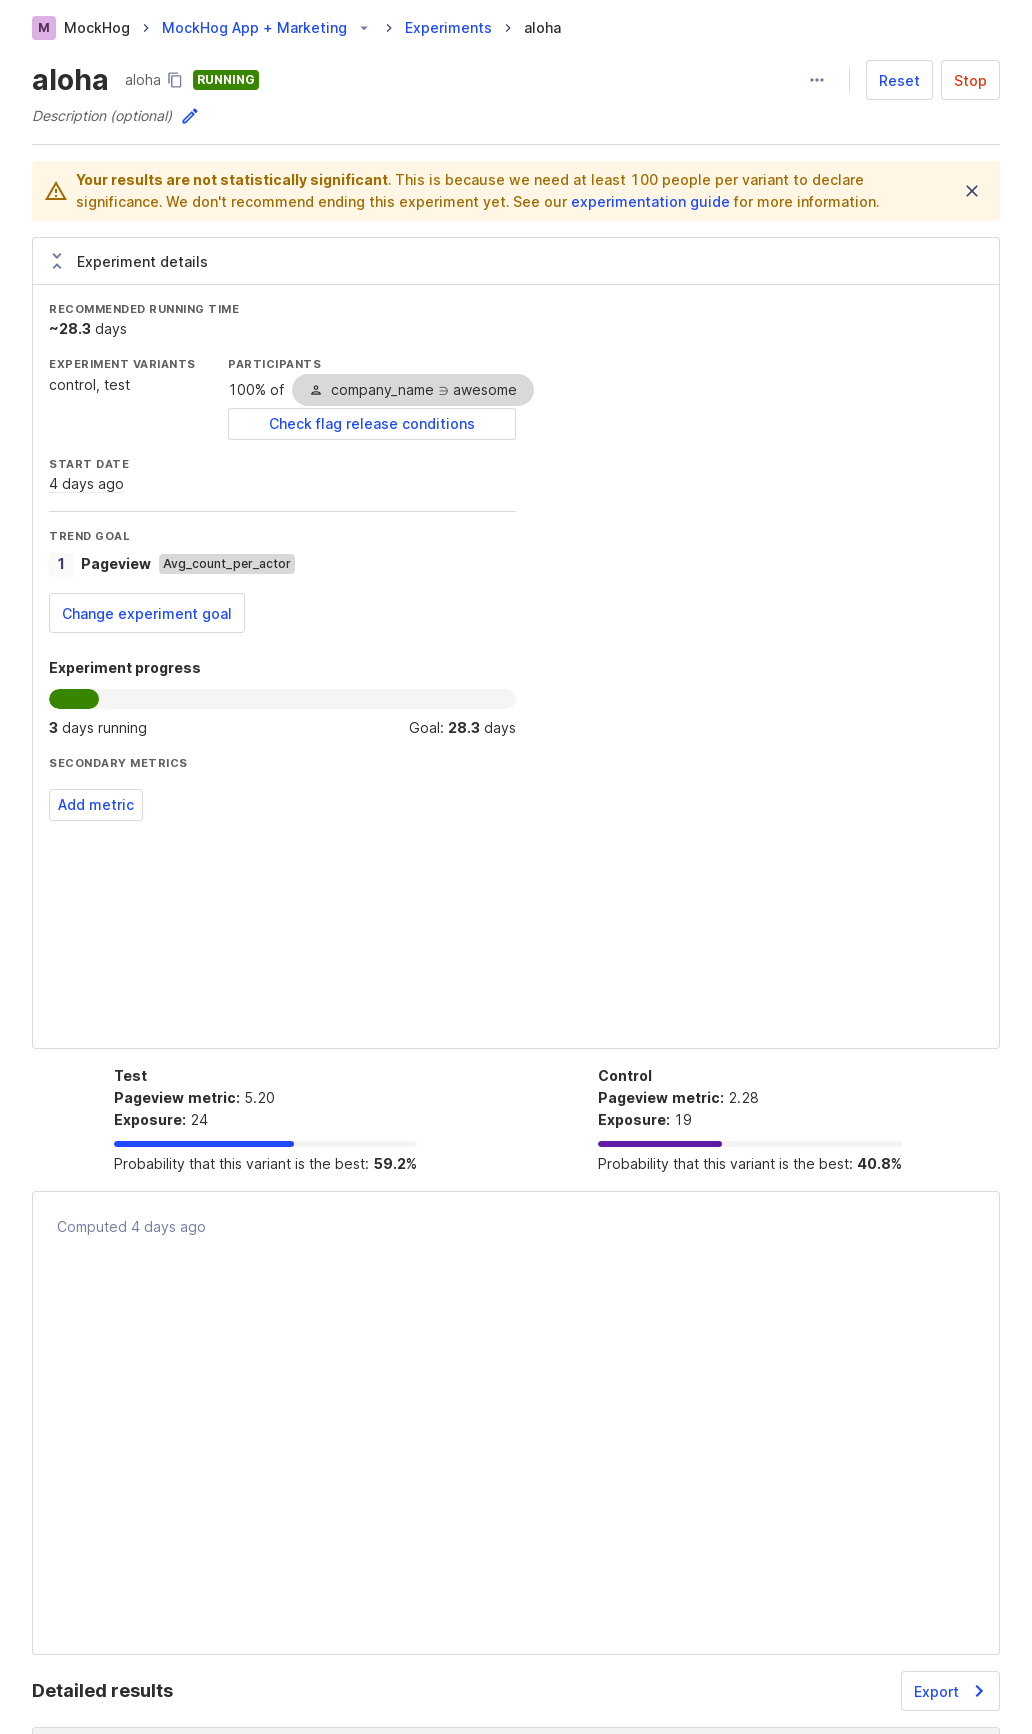 M MockHog > MockHog App + Marketing > Experiments > aloha
aloha aloha RUNNING Reset Stop
Description (optional)
Your results are not statistically significant. This is because we need at least 100 people per variant to declare
significance. We don't recommend ending this experiment yet. See our experimentation guide for more information.
Experiment details
RECOMMENDED RUNNING TIME
~28.3 days
EXPERIMENT VARIANTS
control, test
PARTICIPANTS
100% of company_name ∋ awesome
Check flag release conditions
START DATE
4 days ago
TREND GOAL
1 Pageview Avg_count_per_actor
Change experiment goal
Experiment progress
3 days running Goal: 28.3 days
SECONDARY METRICS
Add metric
Test
Pageview metric: 5.20
Exposure: 24
Probability that this variant is the best: 59.2%
Control
Pageview metric: 2.28
Exposure: 19
Probability that this variant is the best: 40.8%
Computed 4 days ago
Detailed results Export